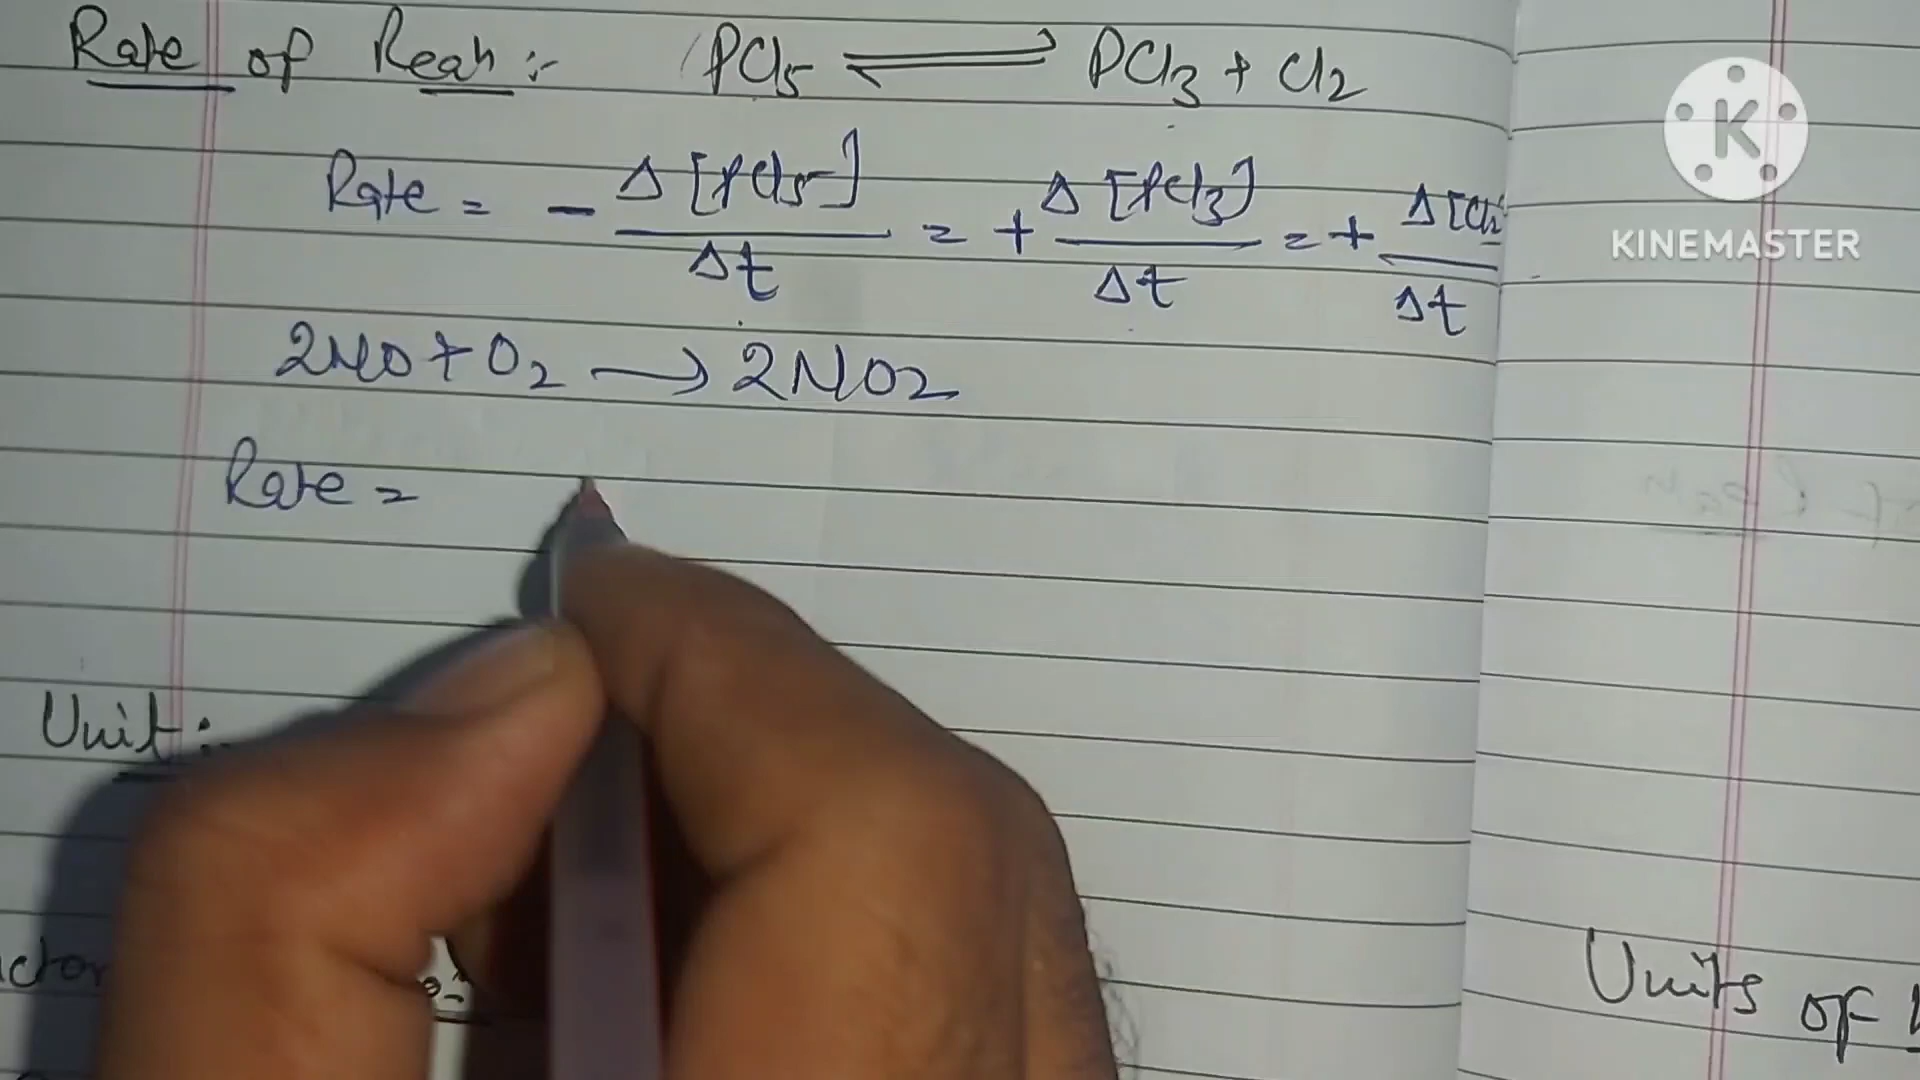 Rate of Reah :-
PCl5 ⇌ PCl3 + Cl2
Rate = - Δ[PCl5]/Δt = + Δ[PCl3]/Δt = + Δ[Cl2/Δt
2NO + O2 → 2NO2
Rate =
Unit :-
Units of
K
KINEMASTER